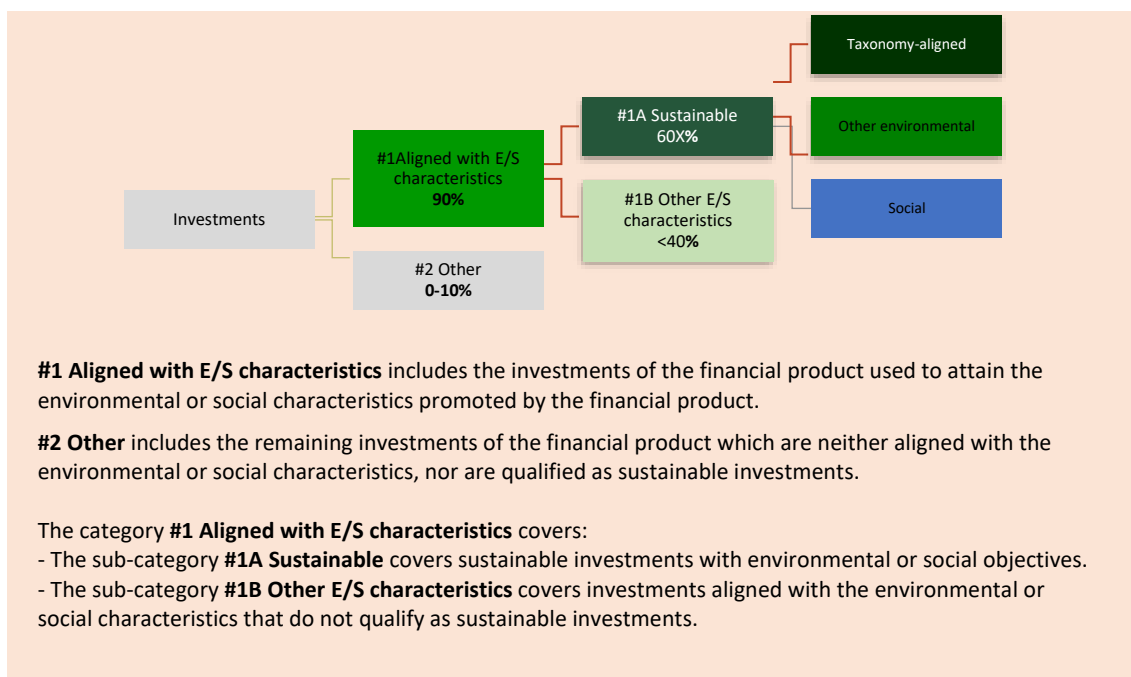 Taxonomy-aligned
#1A Sustainable
60X%
Other environmental
#1Aligned with E/S
characteristics
90%
#1B Other E/S
characteristics
<40%
Social
Investments
#2 Other
0-10%
#1 Aligned with E/S characteristics includes the investments of the financial product used to attain the
environmental or social characteristics promoted by the financial product.
#2 Other includes the remaining investments of the financial product which are neither aligned with the
environmental or social characteristics, nor are qualified as sustainable investments.
The category #1 Aligned with E/S characteristics covers:
- The sub-category #1A Sustainable covers sustainable investments with environmental or social objectives.
- The sub-category #1B Other E/S characteristics covers investments aligned with the environmental or
social characteristics that do not qualify as sustainable investments.